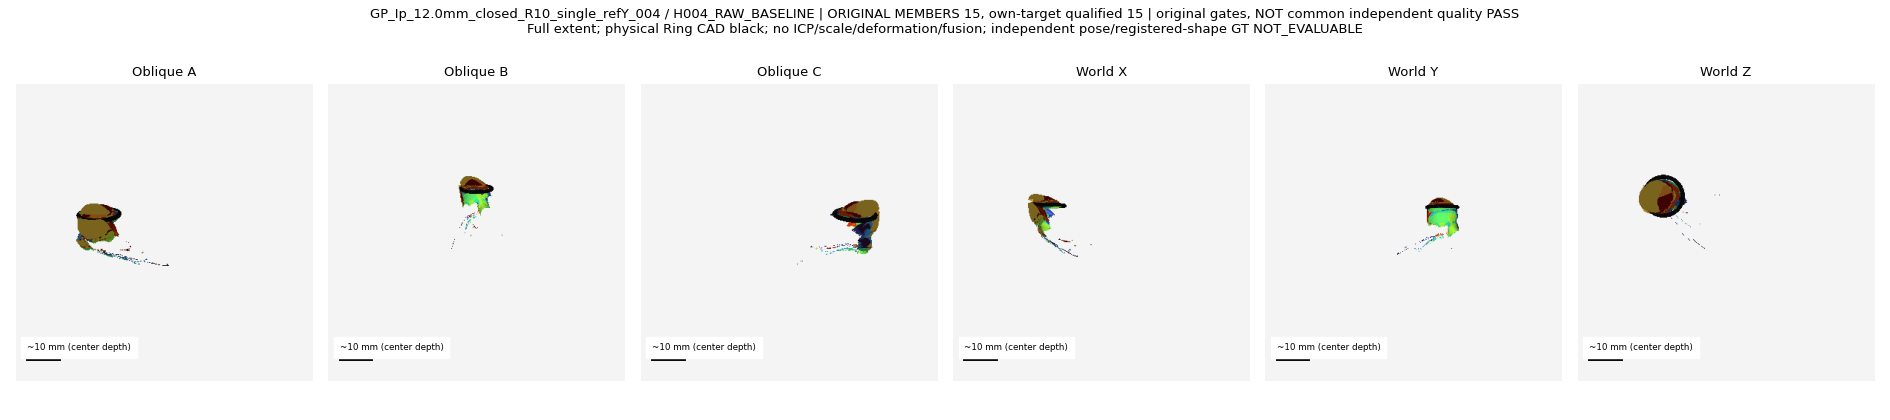 GP_Ip_12.0mm_closed_R10_single_refY_004 / H004_RAW_BASELINE | ORIGINAL MEMBERS 15, own-target qualified 15 | original gates, NOT common independent quality PASS
Full extent; physical Ring CAD black; no ICP/scale/deformation/fusion; independent pose/registered-shape GT NOT_EVALUABLE
Oblique A
Oblique B
Oblique C
World X
World Y
World Z
~10 mm (center depth)
~10 mm (center depth)
~10 mm (center depth)
~10 mm (center depth)
~10 mm (center depth)
~10 mm (center depth)